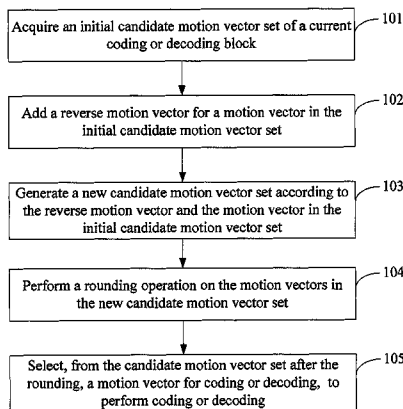 Acquire an initial candidate motion vector set of a current
coding or decoding block
101
Add a reverse motion vector for a motion vector in the
initial candidate motion vector set
102
Generate a new candidate motion vector set according to
the reverse motion vector and the motion vector in the
initial candidate motion vector set
103
Perform a rounding operation on the motion vectors in
the new candidate motion vector set
104
Select, from the candidate motion vector set after the
rounding, a motion vector for coding or decoding, to
perform coding or decoding
105